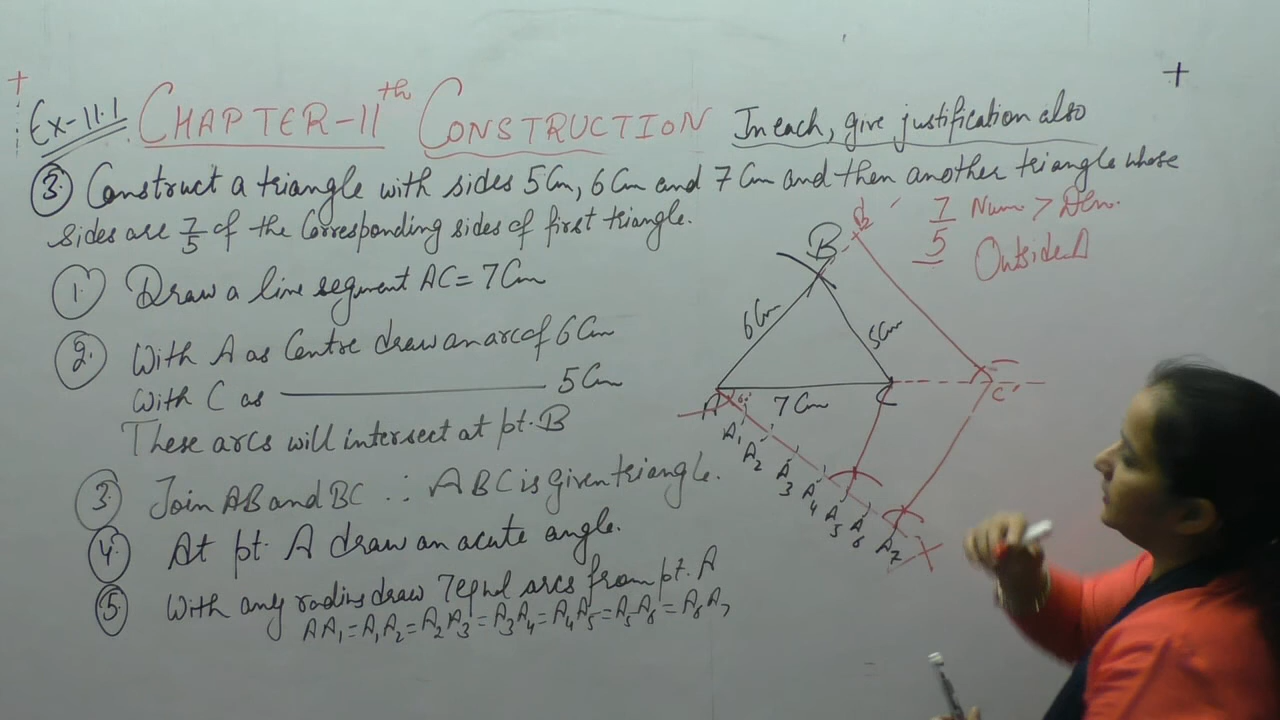 Ex-11.1 CHAPTER-11th CONSTRUCTION In each, give justification also
3. Construct a triangle with sides 5Cm, 6Cm and 7Cm and then another triangle whose
sides are 7/5 of the Corresponding sides of first triangle.
7/5 Num > Den.
Outside Δ
1. Draw a line segment AC = 7Cm
2. With A as Centre draw an arc of 6Cm
With C as ———— 5Cm
These arcs will intersect at pt. B
3. Join AB and BC ∴ ABC is given triangle.
4. At pt. A draw an acute angle.
5. With any radius draw 7 equal arcs from pt. A
AA1 = A1A2 = A2A3 = A3A4 = A4A5 = A5A6 = A6A7
B
6Cm
5Cm
A
7Cm
C
C'
A1
A2
A3
A4
A5
A6
A7
X